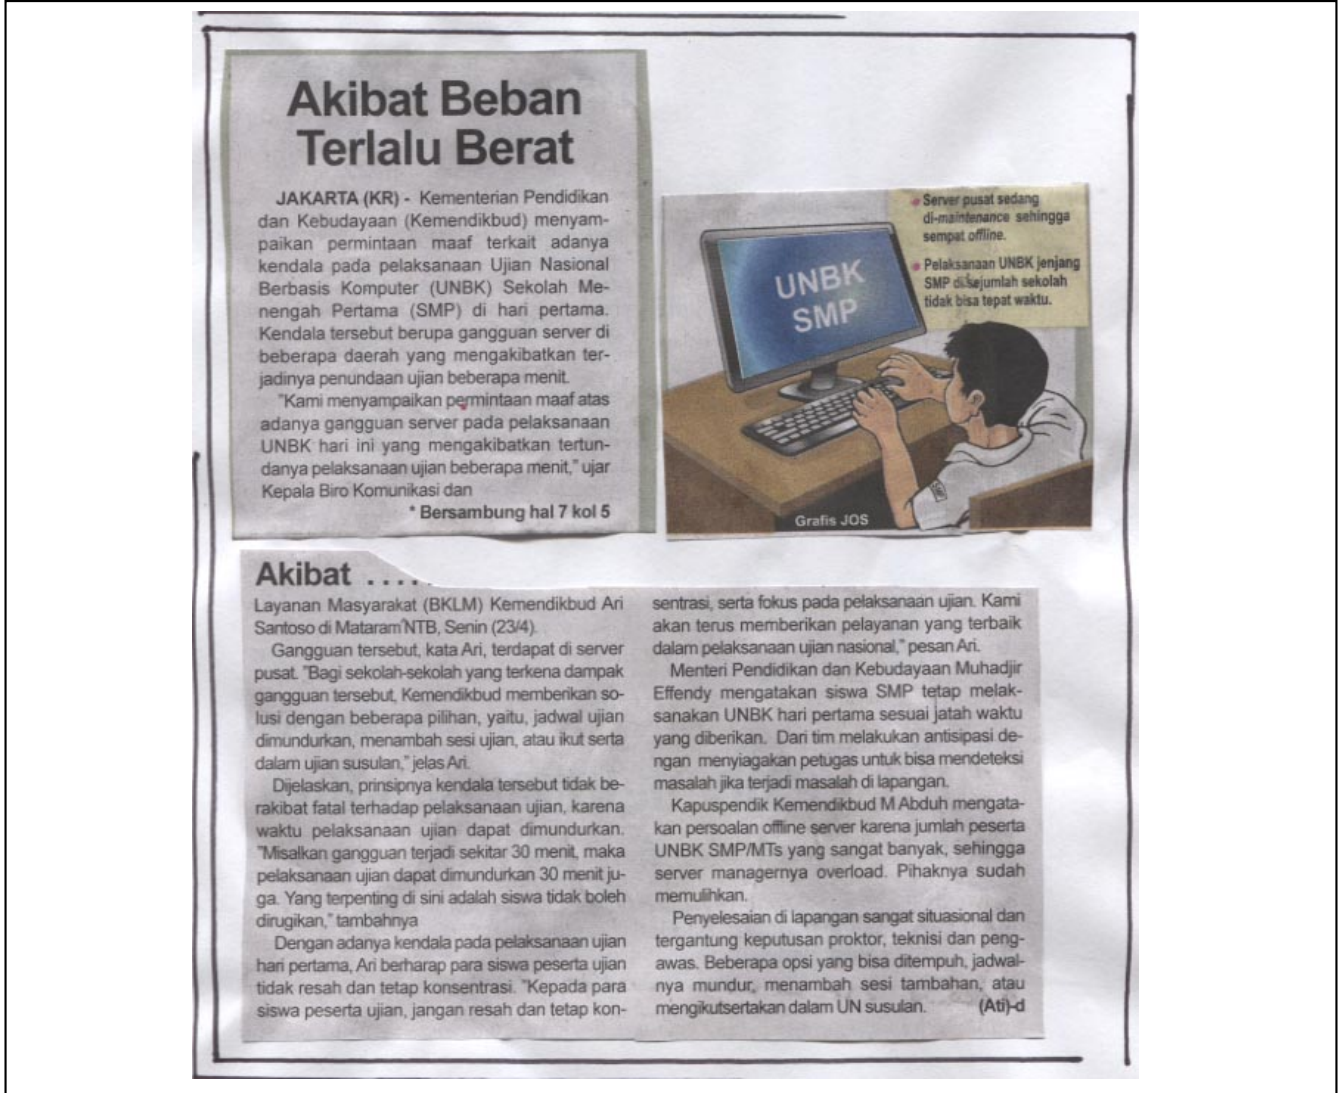 Akibat Beban
Terlalu Berat
JAKARTA (KR) - Kementerian Pendidikan
dan Kebudayaan (Kemendikbud) menyam-
paikan permintaan maaf terkait adanya
kendala pada pelaksanaan Ujian Nasional
Berbasis Komputer (UNBK) Sekolah Me-
nengah Pertama (SMP) di hari pertama.
Kendala tersebut berupa gangguan server di
beberapa daerah yang mengakibatkan ter-
jadinya penundaan ujian beberapa menit.
"Kami menyampaikan permintaan maaf atas
adanya gangguan server pada pelaksanaan
UNBK hari ini yang mengakibatkan tertun-
danya pelaksanaan ujian beberapa menit," ujar
Kepala Biro Komunikasi dan
* Bersambung hal 7 kol 5
Server pusat sedang
di-maintenance sehingga
sempat offline.
Pelaksanaan UNBK jenjang
SMP di sejumlah sekolah
tidak bisa tepat waktu.
UNBK
SMP
Grafis JOS
Akibat . . . . .
Layanan Masyarakat (BKLM) Kemendikbud Ari
Santoso di Mataram NTB, Senin (23/4).
Gangguan tersebut, kata Ari, terdapat di server
pusat. "Bagi sekolah-sekolah yang terkena dampak
gangguan tersebut, Kemendikbud memberikan so-
lusi dengan beberapa pilihan, yaitu, jadwal ujian
dimundurkan, menambah sesi ujian, atau ikut serta
dalam ujian susulan," jelas Ari.
Dijelaskan, prinsipnya kendala tersebut tidak be-
rakibat fatal terhadap pelaksanaan ujian, karena
waktu pelaksanaan ujian dapat dimundurkan.
"Misalkan gangguan terjadi sekitar 30 menit, maka
pelaksanaan ujian dapat dimundurkan 30 menit ju-
ga. Yang terpenting di sini adalah siswa tidak boleh
dirugikan," tambahnya
Dengan adanya kendala pada pelaksanaan ujian
hari pertama, Ari berharap para siswa peserta ujian
tidak resah dan tetap konsentrasi. "Kepada para
siswa peserta ujian, jangan resah dan tetap kon-
sentrasi, serta fokus pada pelaksanaan ujian. Kami
akan terus memberikan pelayanan yang terbaik
dalam pelaksanaan ujian nasional," pesan Ari.
Menteri Pendidikan dan Kebudayaan Muhadjir
Effendy mengatakan siswa SMP tetap melak-
sanakan UNBK hari pertama sesuai jatah waktu
yang diberikan. Dari tim melakukan antisipasi de-
ngan menyiagakan petugas untuk bisa mendeteksi
masalah jika terjadi masalah di lapangan.
Kapuspendik Kemendikbud M Abduh mengata-
kan persoalan offline server karena jumlah peserta
UNBK SMP/MTs yang sangat banyak, sehingga
server managernya overload. Pihaknya sudah
memulihkan.
Penyelesaian di lapangan sangat situasional dan
tergantung keputusan proktor, teknisi dan peng-
awas. Beberapa opsi yang bisa ditempuh, jadwal-
nya mundur, menambah sesi tambahan, atau
mengikutsertakan dalam UN susulan. (Ati)-d